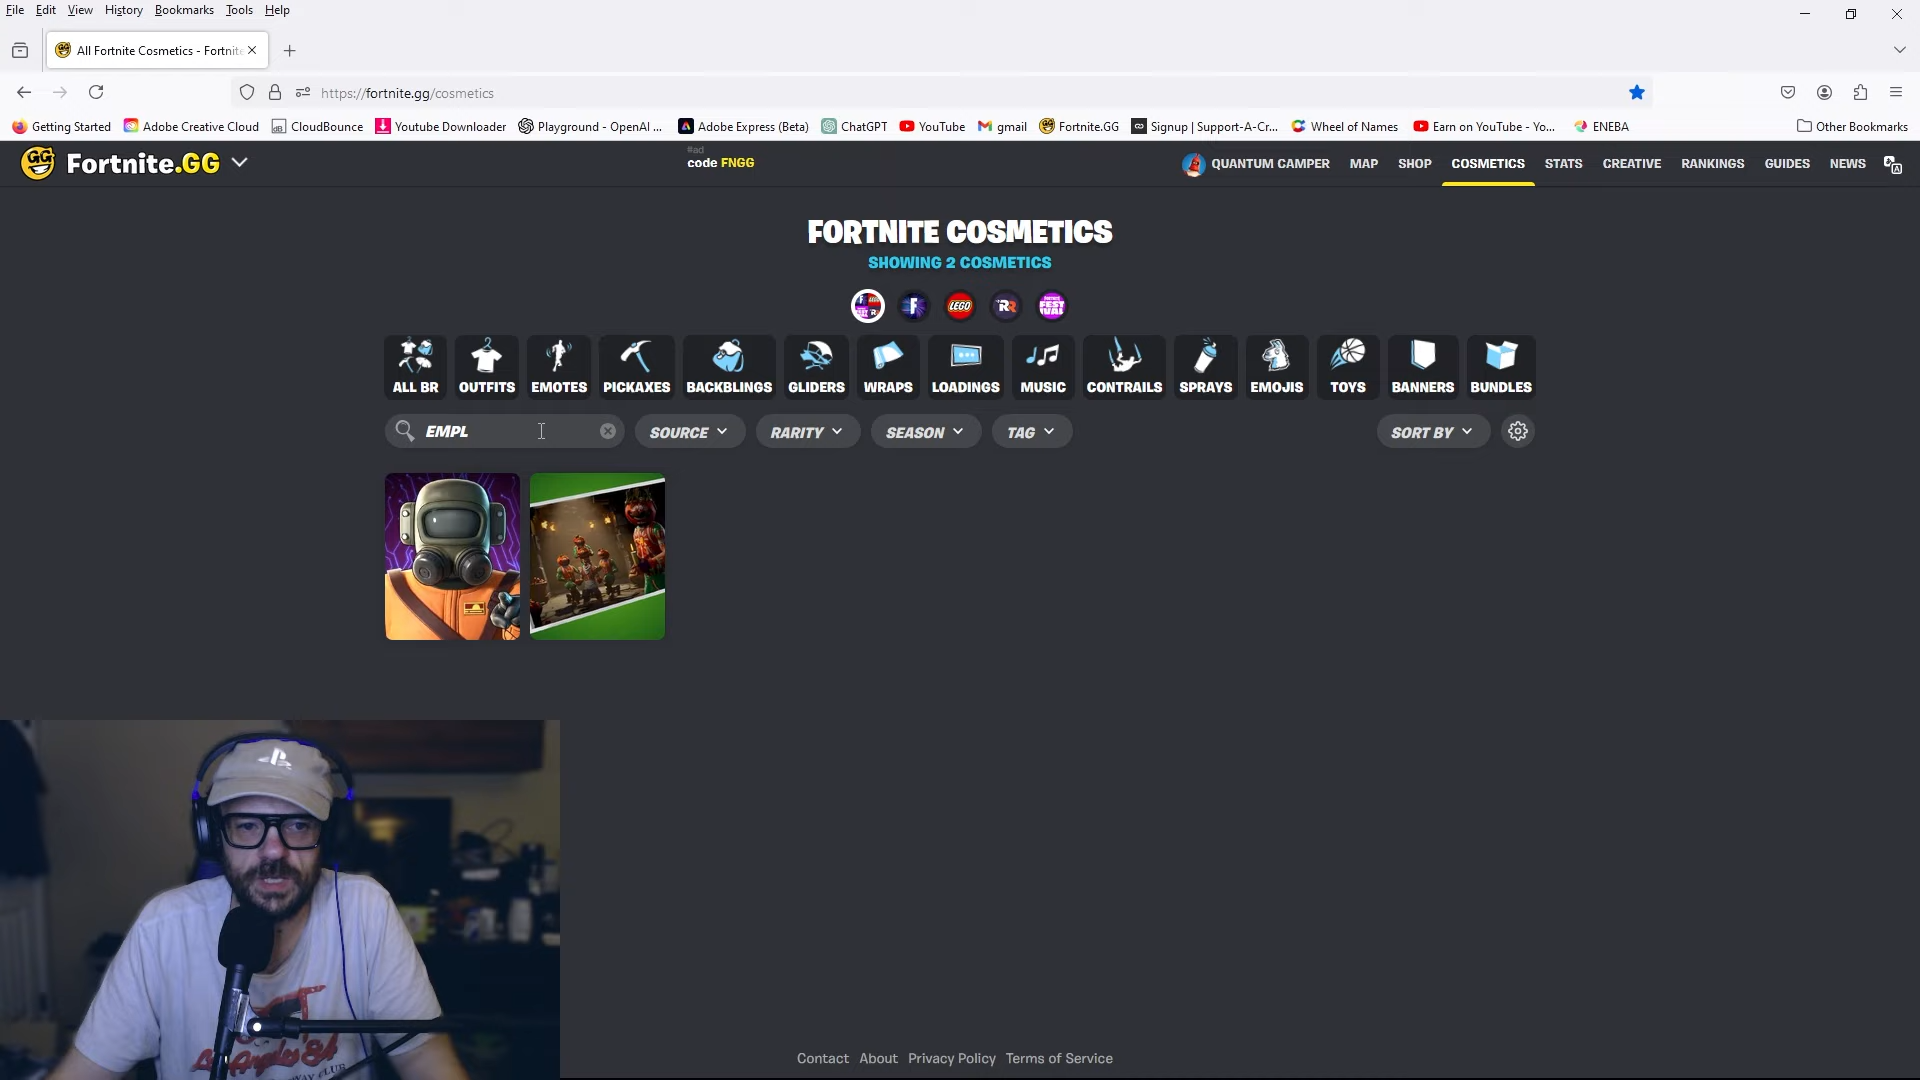 File Edit View History Bookmarks Tools Help
All Fortnite Cosmetics - Fortnite
https://fortnite.gg/cosmetics
Getting Started Adobe Creative Cloud CloudBounce Youtube Downloader Playground - OpenAI ... Adobe Express (Beta) ChatGPT YouTube gmail Fortnite.GG Signup | Support-A-Cr... Wheel of Names Earn on YouTube - Yo... ENEBA Other Bookmarks
#ad
Fortnite.GG code FNGG QUANTUM CAMPER MAP SHOP COSMETICS STATS CREATIVE RANKINGS GUIDES NEWS
FORTNITE COSMETICS
SHOWING 2 COSMETICS
ALL BR OUTFITS EMOTES PICKAXES BACKBLINGS GLIDERS WRAPS LOADINGS MUSIC CONTRAILS SPRAYS EMOJIS TOYS BANNERS BUNDLES
EMPL SOURCE RARITY SEASON TAG SORT BY
Contact About Privacy Policy Terms of Service